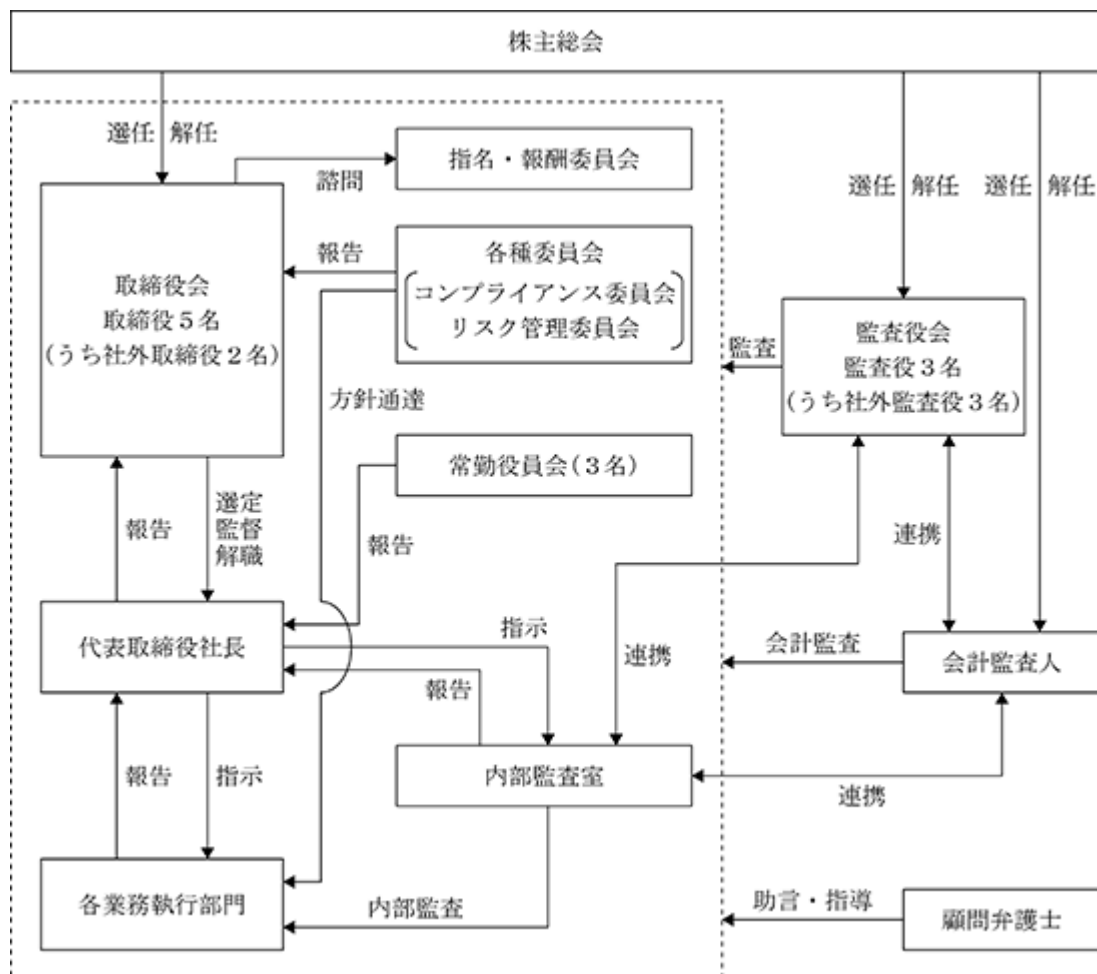 株主総会
選任 解任
指名・報酬委員会
諮問
選任 解任
選任 解任
各種委員会
コンプライアンス委員会
リスク管理委員会
報告
取締役会
取締役5名
(うち社外取締役2名)
監査役会
監査役3名
(うち社外監査役3名)
監査
方針通達
常勤役員会(3名)
報告
選定
監督
解職
報告
連携
代表取締役社長
指示
報告
連携
会計監査
会計監査人
報告
指示
内部監査室
連携
各業務執行部門
内部監査
助言・指導
顧問弁護士